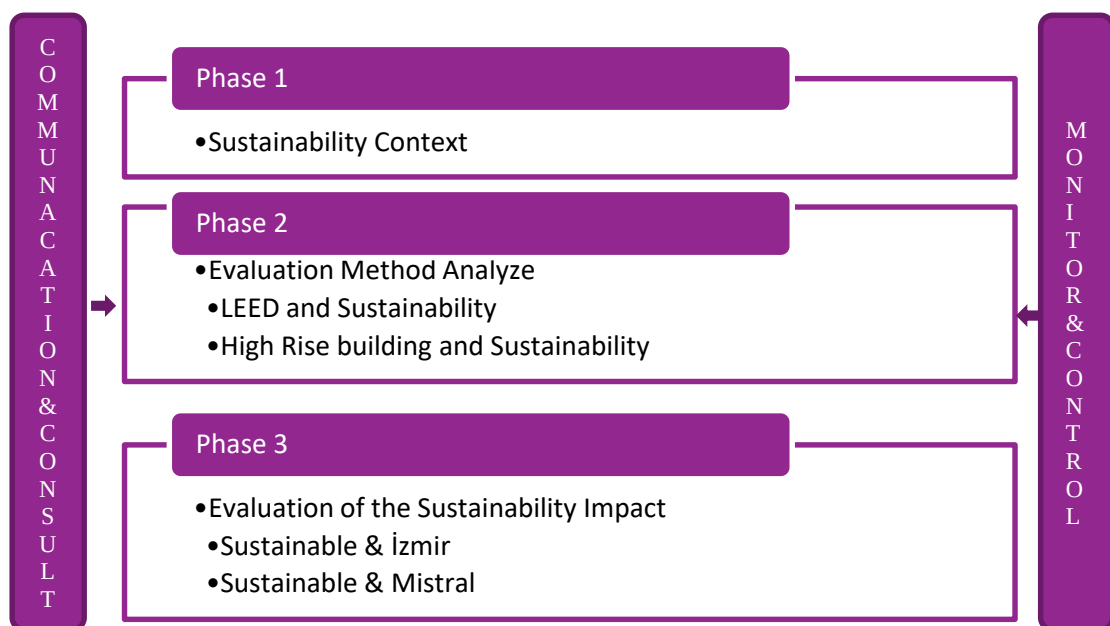 COMMUNACATION&CONSULT
Phase 1
•Sustainability Context
Phase 2
•Evaluation Method Analyze
•LEED and Sustainability
•High Rise building and Sustainability
Phase 3
•Evaluation of the Sustainability Impact
•Sustainable & İzmir
•Sustainable & Mistral
MONITOR&CONTROL